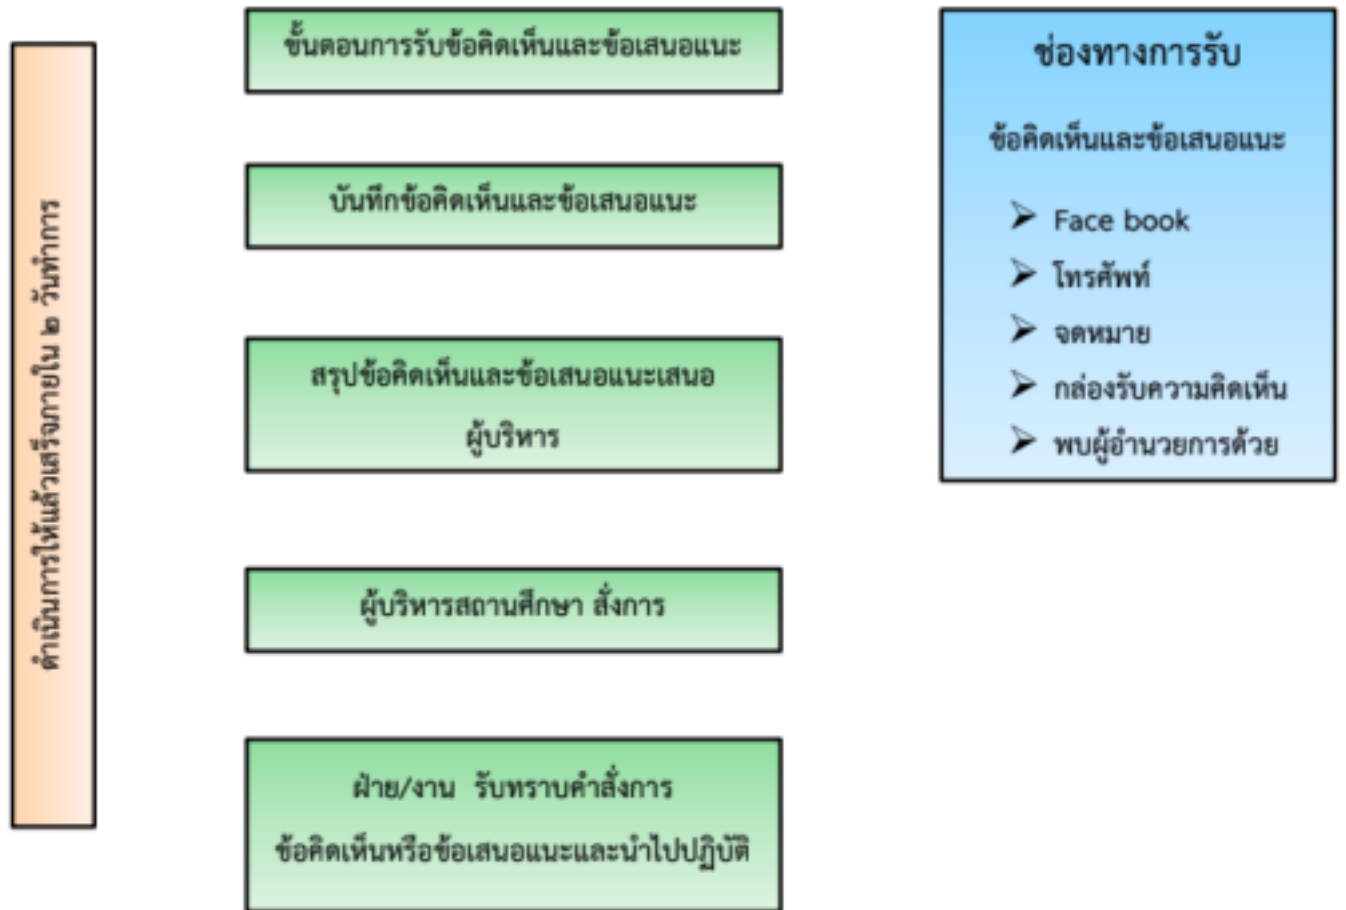 ดำเนินการให้แล้วเสร็จภายใน ๒ วันทำการ
ขั้นตอนการรับข้อคิดเห็นและข้อเสนอแนะ
บันทึกข้อคิดเห็นและข้อเสนอแนะ
สรุปข้อคิดเห็นและข้อเสนอแนะเสนอ
ผู้บริหาร
ผู้บริหารสถานศึกษา สั่งการ
ฝ่าย/งาน รับทราบคำสั่งการ
ข้อคิดเห็นหรือข้อเสนอแนะและนำไปปฏิบัติ
ช่องทางการรับ
ข้อคิดเห็นและข้อเสนอแนะ
➢ Face book
➢ โทรศัพท์
➢ จดหมาย
➢ กล่องรับความคิดเห็น
➢ พบผู้อำนวยการด้วย